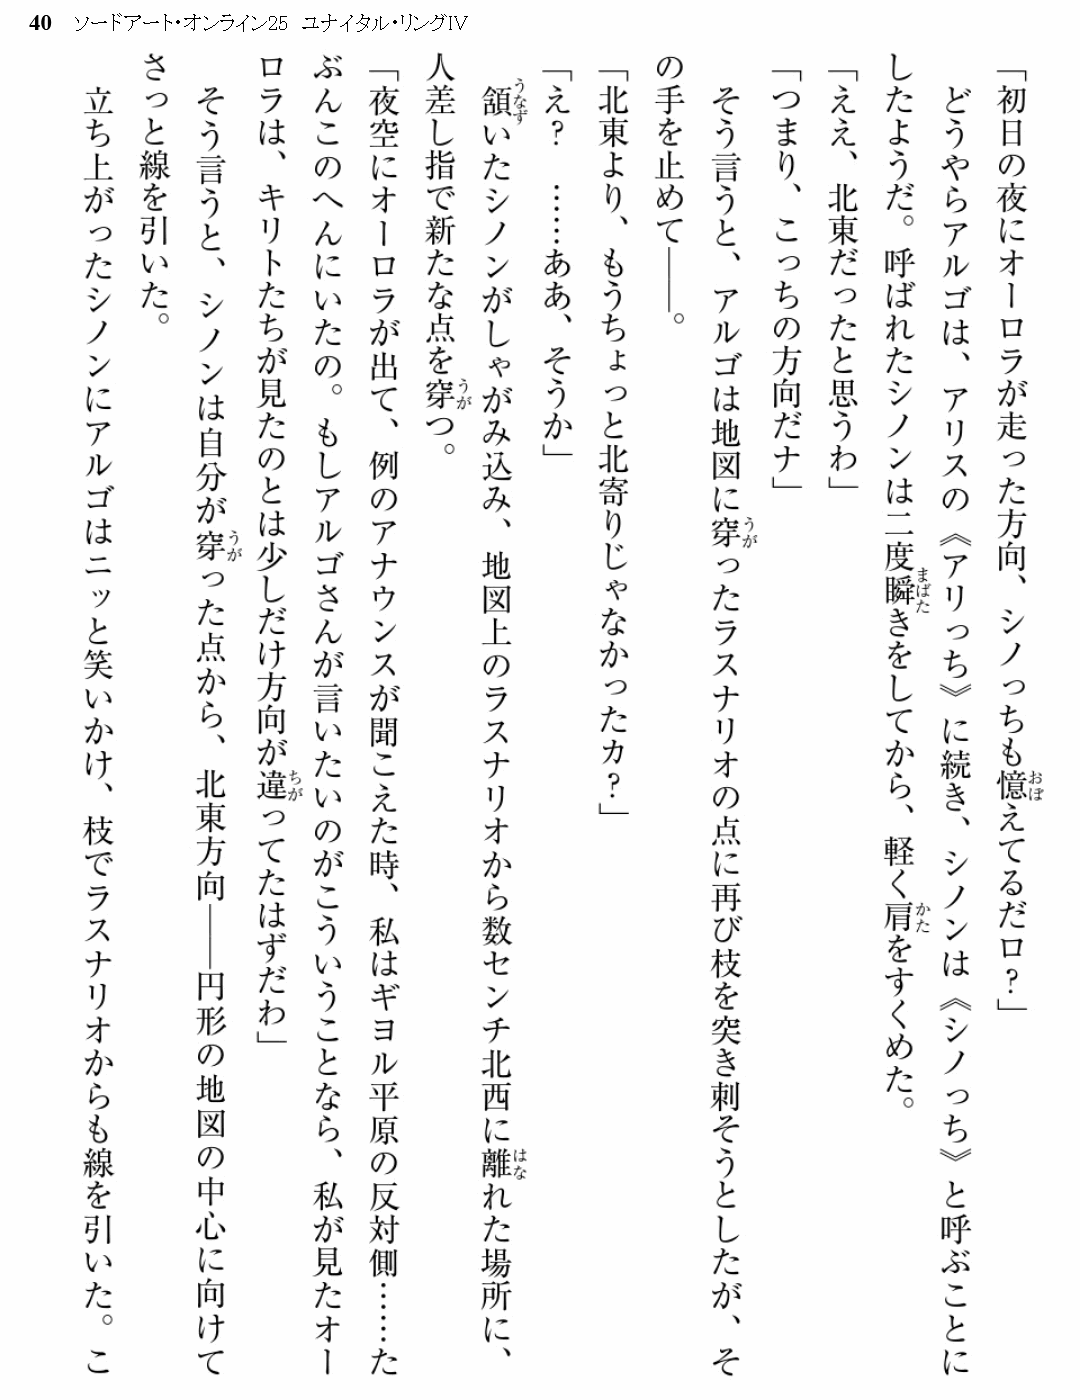 40 ソードアート・オンライン25 ユナイタル・リングⅣ
「初日の夜にオーロラが走った方向、シノっちも憶えてるだロ？」
どうやらアルゴは、アリスの《アリっち》に続き、シノンは《シノっち》と呼ぶことに
したようだ。呼ばれたシノンは二度瞬きをしてから、軽く肩をすくめた。
「ええ、北東だったと思うわ」
「つまり、こっちの方向だナ」
そう言うと、アルゴは地図に穿ったラスナリオの点に再び枝を突き刺そうとしたが、そ
の手を止めて――。
「北東より、もうちょっと北寄りじゃなかったカ？」
「え？　……ああ、そうか」
頷いたシノンがしゃがみ込み、地図上のラスナリオから数センチ北西に離れた場所に、
人差し指で新たな点を穿つ。
「夜空にオーロラが出て、例のアナウンスが聞こえた時、私はギヨル平原の反対側……た
ぶんこのへんにいたの。もしアルゴさんが言いたいのがこういうことなら、私が見たオー
ロラは、キリトたちが見たのとは少しだけ方向が違ってたはずだわ」
そう言うと、シノンは自分が穿った点から、北東方向――円形の地図の中心に向けて
さっと線を引いた。
立ち上がったシノンにアルゴはニッと笑いかけ、枝でラスナリオからも線を引いた。こ